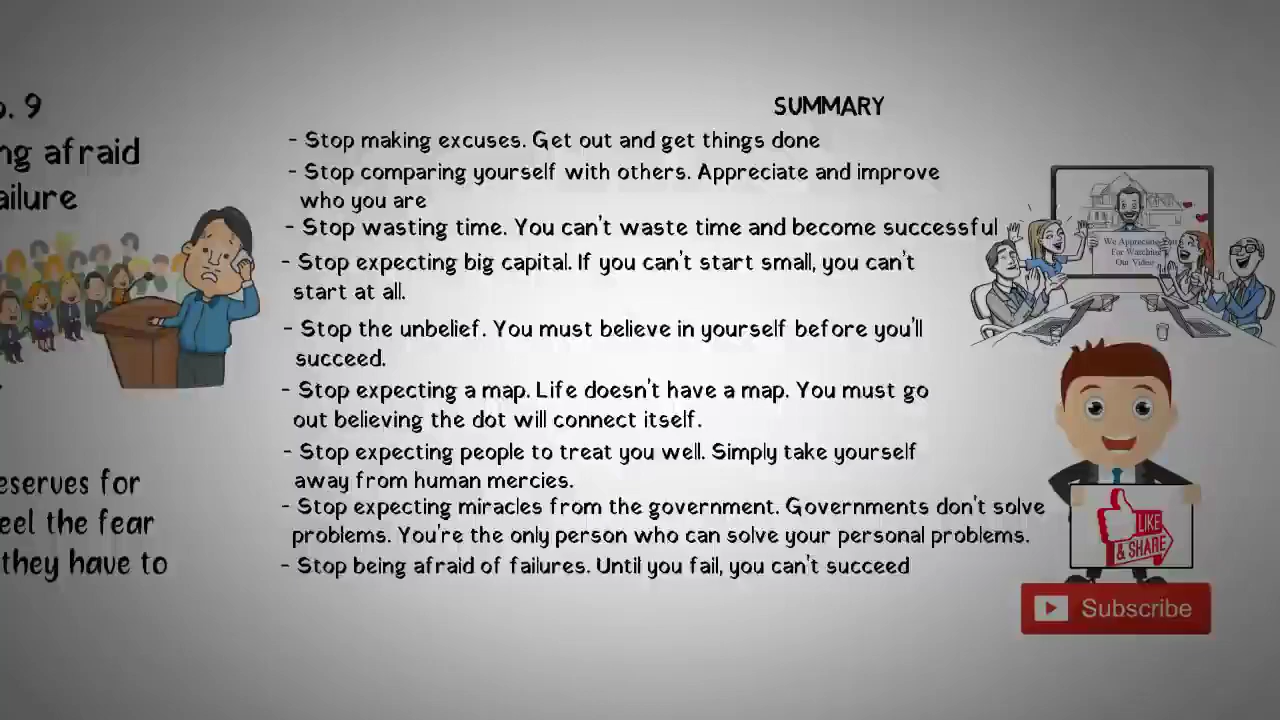 . 9
ng afraid
ailure
eserves for
eel the fear
they have to
SUMMARY
- Stop making excuses. Get out and get things done
- Stop comparing yourself with others. Appreciate and improve
who you are
- Stop wasting time. You can't waste time and become successful
- Stop expecting big capital. If you can't start small, you can't
start at all.
- Stop the unbelief. You must believe in yourself before you'll
succeed.
- Stop expecting a map. Life doesn't have a map. You must go
out believing the dot will connect itself.
- Stop expecting people to treat you well. Simply take yourself
away from human mercies.
- Stop expecting miracles from the government. Governments don't solve
problems. You're the only person who can solve your personal problems.
- Stop being afraid of failures. Until you fail, you can't succeed
We Appreciate
For Watching
Our Video
LIKE
& SHARE
Subscribe